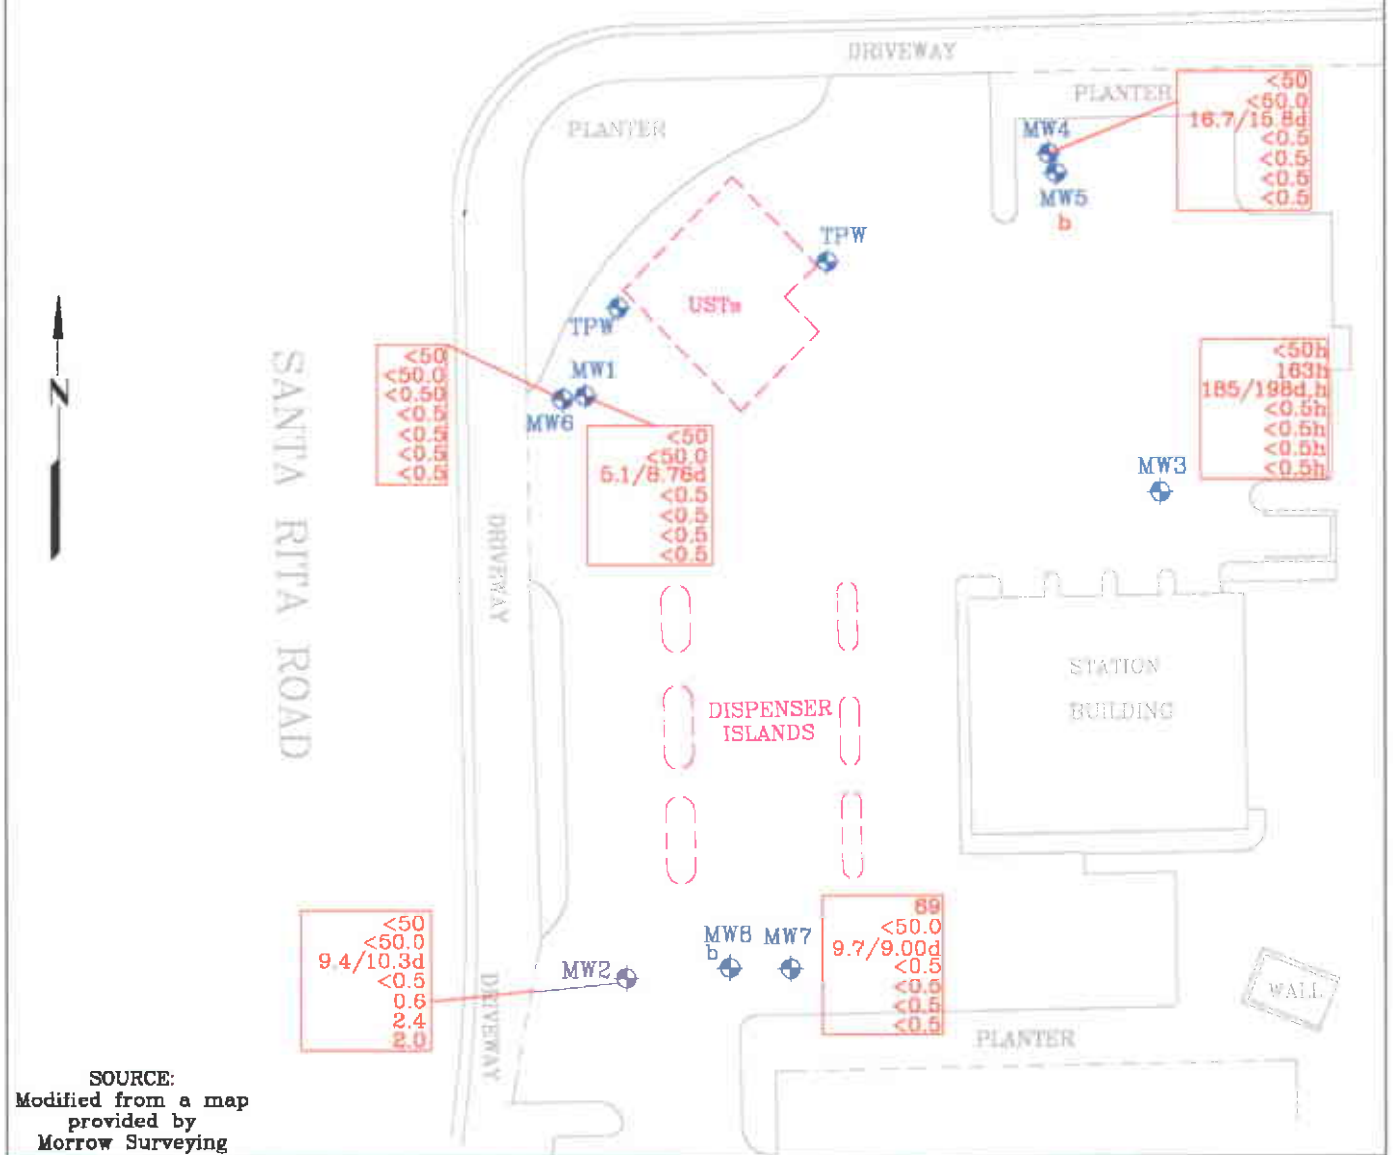 DRIVEWAY
PLANTER
PLANTER
<50
<50.0
16.7/15.8d
<0.5
<0.5
<0.5
<0.5
MW4
MW5
b
TPW
USTs
TPW
N
SANTA RITA ROAD
<50
<50.0
<0.50
<0.5
<0.5
<0.5
<0.5
MW1
MW6
<50
<50.0
<0.5
<0.5
<0.5
<0.5
<50h
163h
185/198d,h
<0.5h
<0.5h
<0.5h
<0.5h
MW3
DRIVEWAY
STATION
BUILDING
DISPENSER
ISLANDS
<50
<50.0
9.4/10.3d
<0.5
0.6
2.4
2.0
MW2
MW8
b
MW7
69
<50.0
9.7/9.00d
<0.5
<0.5
<0.5
<0.5
DRIVEWAY
WALL
PLANTER
SOURCE:
Modified from a map
provided by
Morrow Surveying